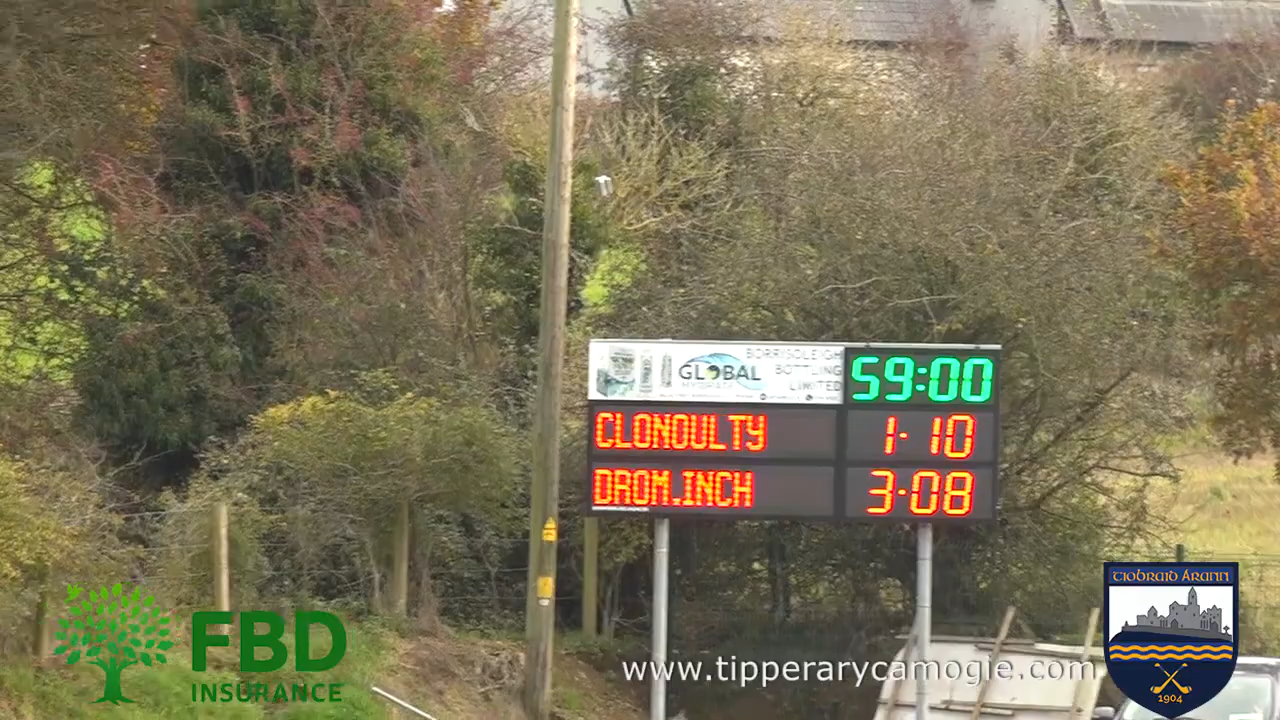 BORRISOLEIGH
GLOBAL
BOTTLING
HYDRATE
LIMITED
59:00
CLONOULTY 1-10
DROM.INCH 3-08
TIOBRAID ÁRANN
FBD
INSURANCE
www.tipperarycamogie.com
1904